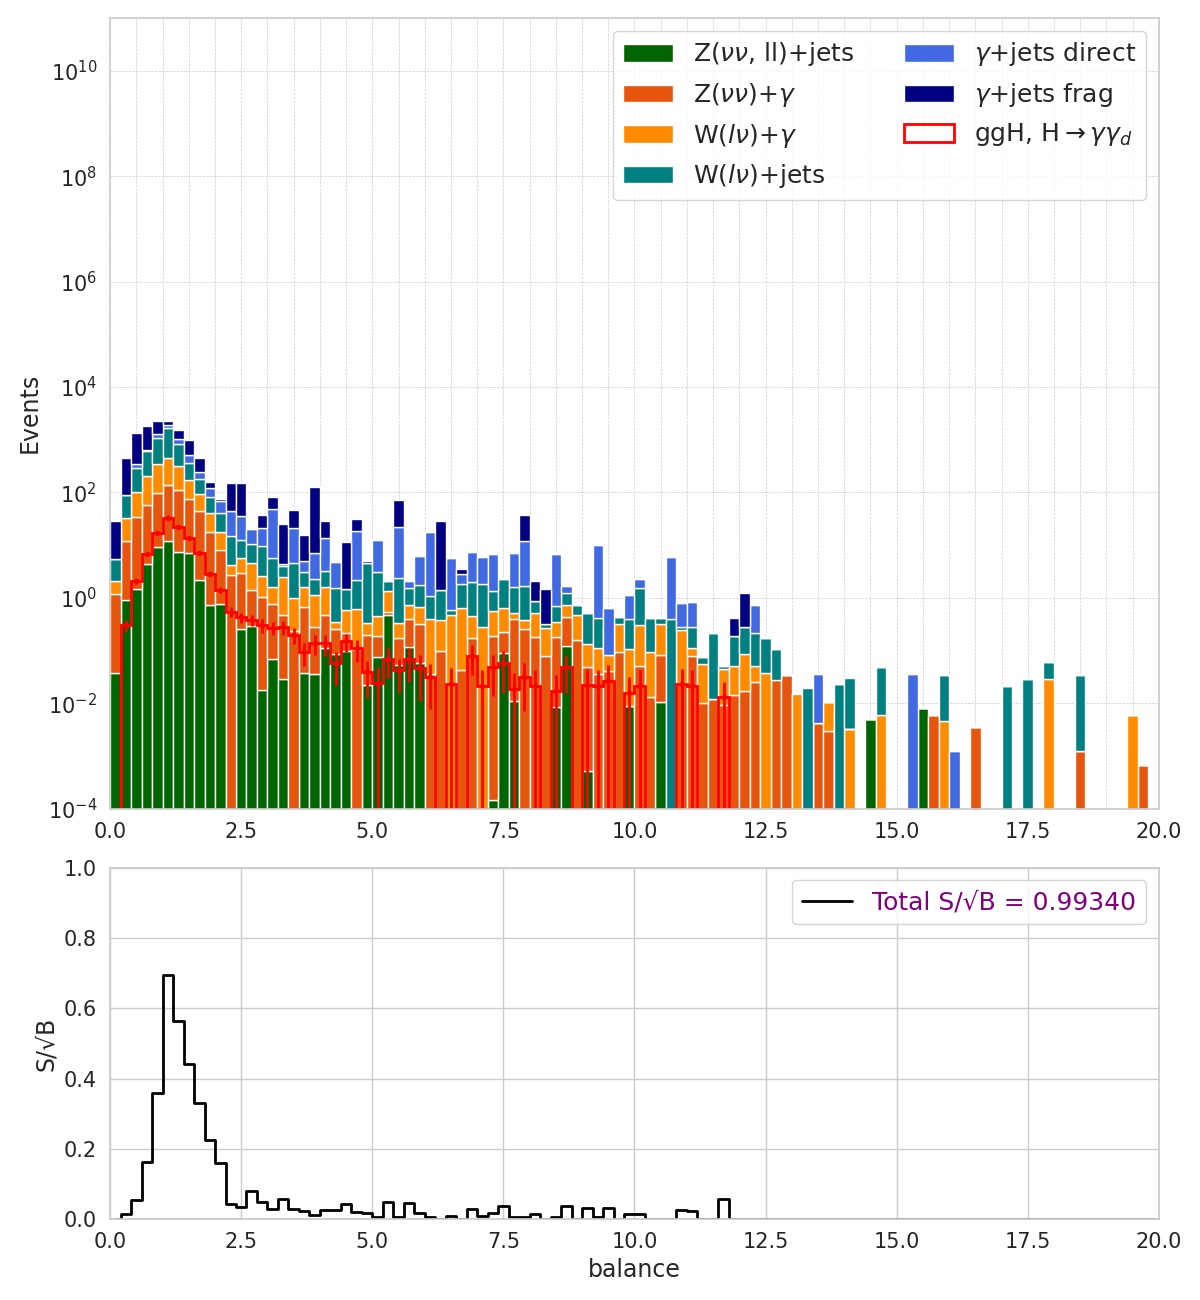 10^10
10^8
10^6
10^4
10^2
10^0
10^−2
10^−4
Events
Z(νν, ll)+jets
Z(νν)+γ
W(lν)+γ
W(lν)+jets
γ+jets direct
γ+jets frag
ggH, H→γγ_d
0.0 2.5 5.0 7.5 10.0 12.5 15.0 17.5 20.0
1.0
0.8
0.6
0.4
0.2
0.0
S/√B
Total S/√B = 0.99340
0.0 2.5 5.0 7.5 10.0 12.5 15.0 17.5 20.0
balance